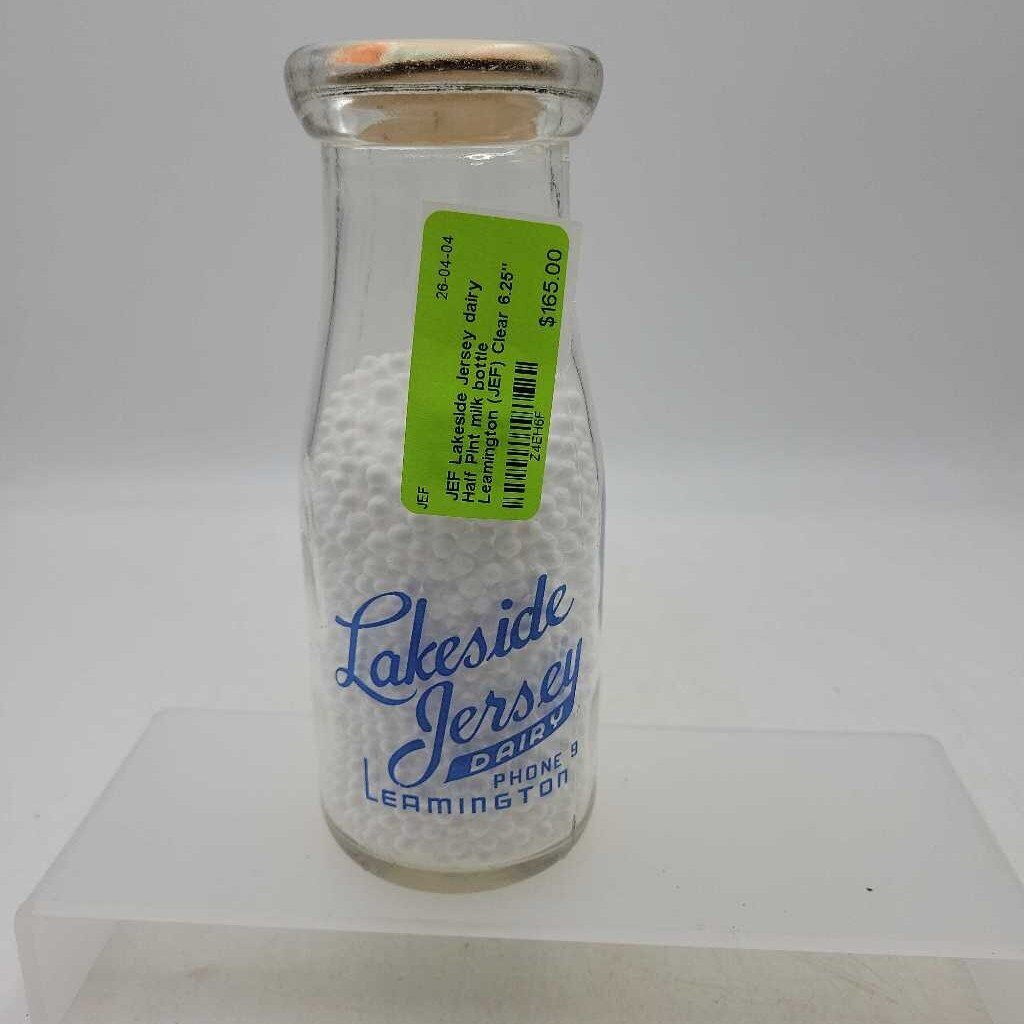 JEF
26-04-04
JEF Lakeside Jersey dairy
Half Pint milk bottle
Leamington (JEF) Clear 6.25"
Z4EH6F
$165.00
Lakeside
Jersey
DAIRY
PHONE 9
LEAMINGTON